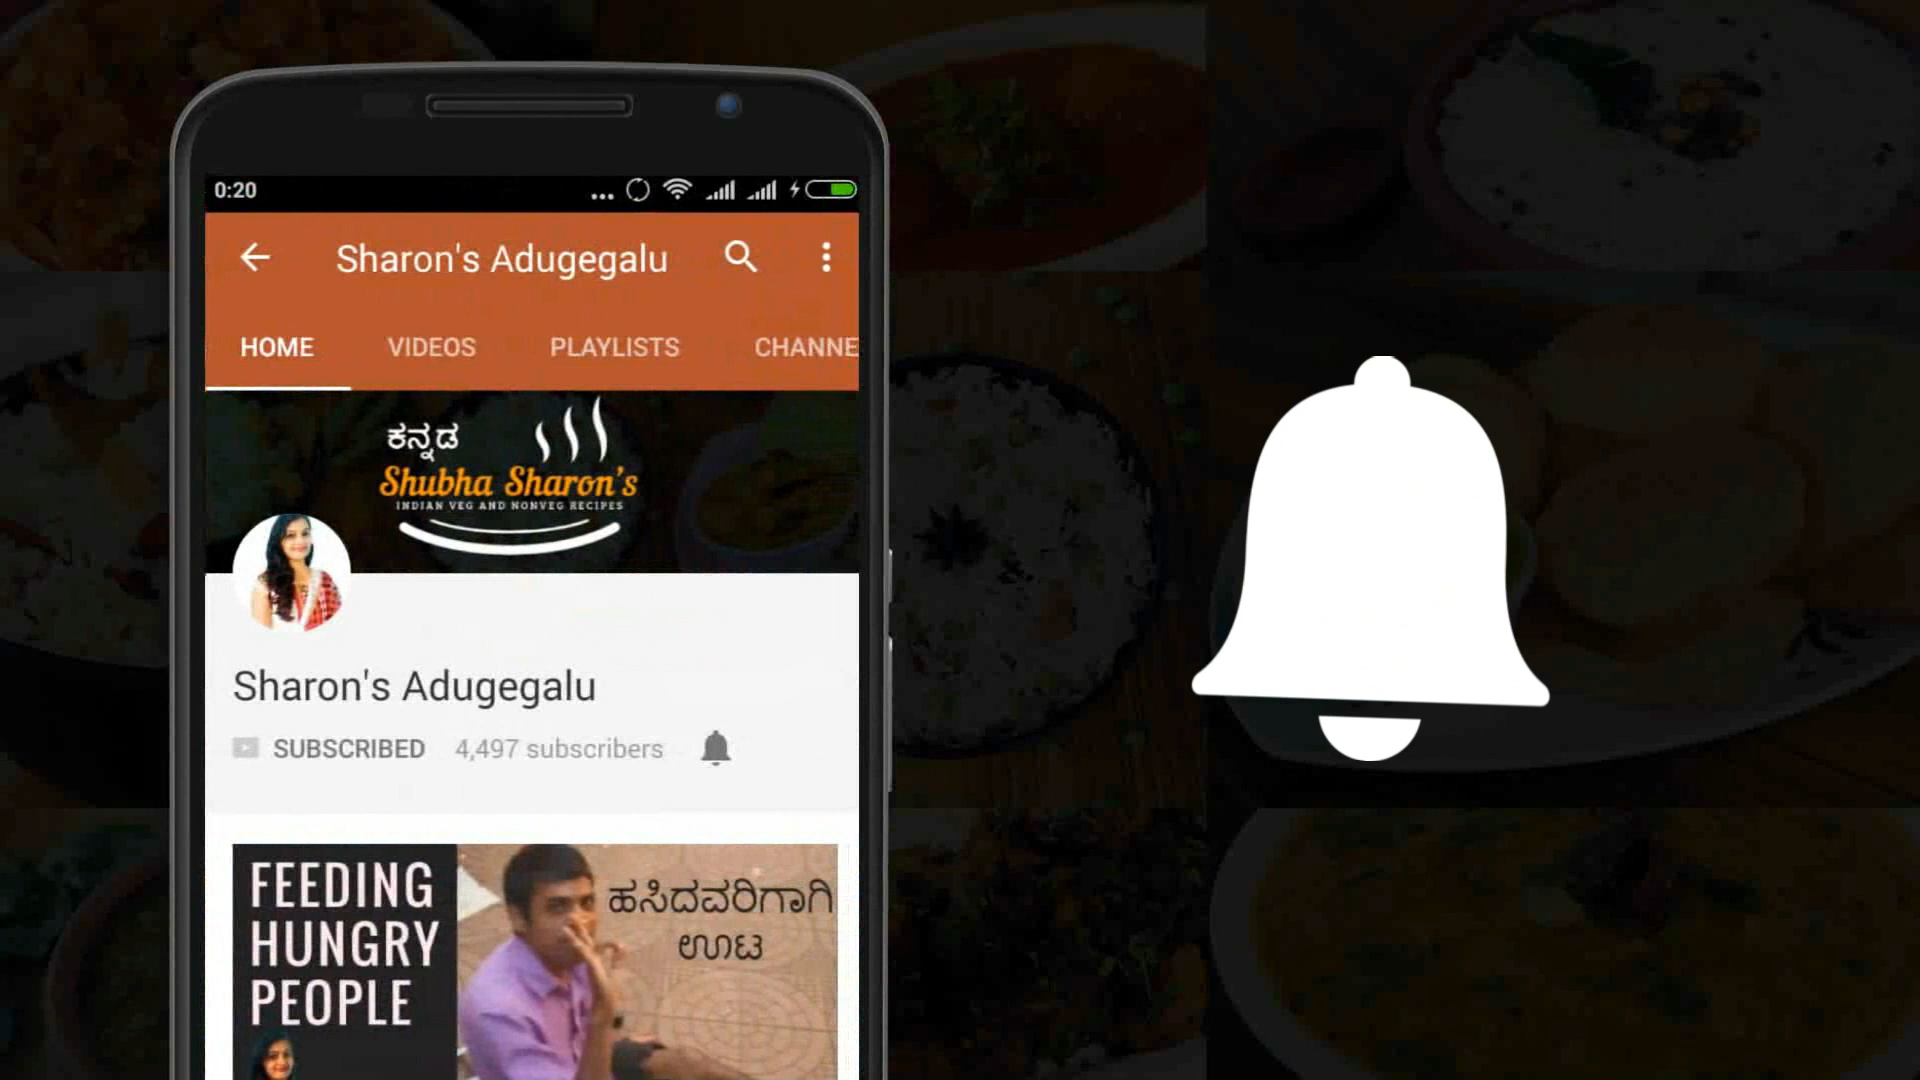 0:20
Sharon's Adugegalu
HOME VIDEOS PLAYLISTS CHANNE
ಕನ್ನಡ
Shubha Sharon's
INDIAN VEG AND NONVEG RECIPES
Sharon's Adugegalu
SUBSCRIBED 4,497 subscribers
FEEDING
HUNGRY
PEOPLE
ಹಸಿದವರಿಗಾಗಿ
ಊಟ